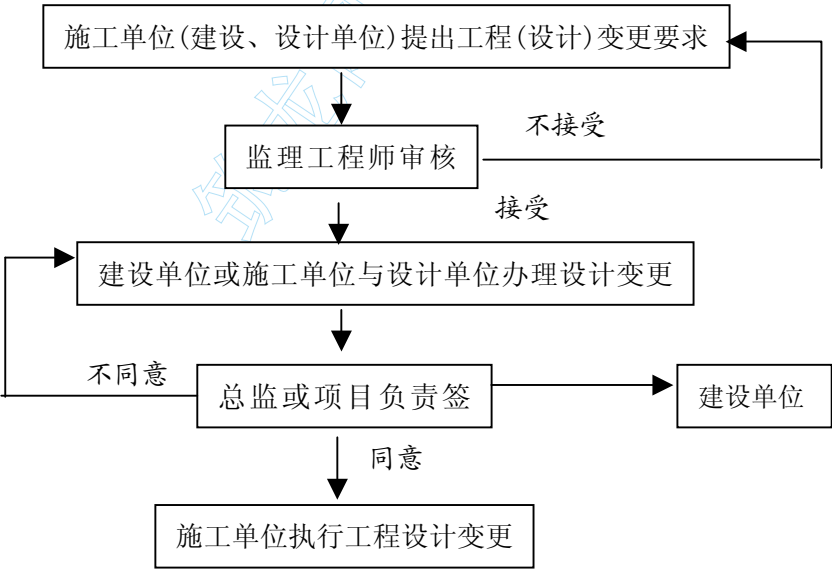 施工单位(建设、设计单位)提出工程(设计)变更要求
不接受
监理工程师审核
接受
建设单位或施工单位与设计单位办理设计变更
不同意
总监或项目负责签
建设单位
同意
施工单位执行工程设计变更